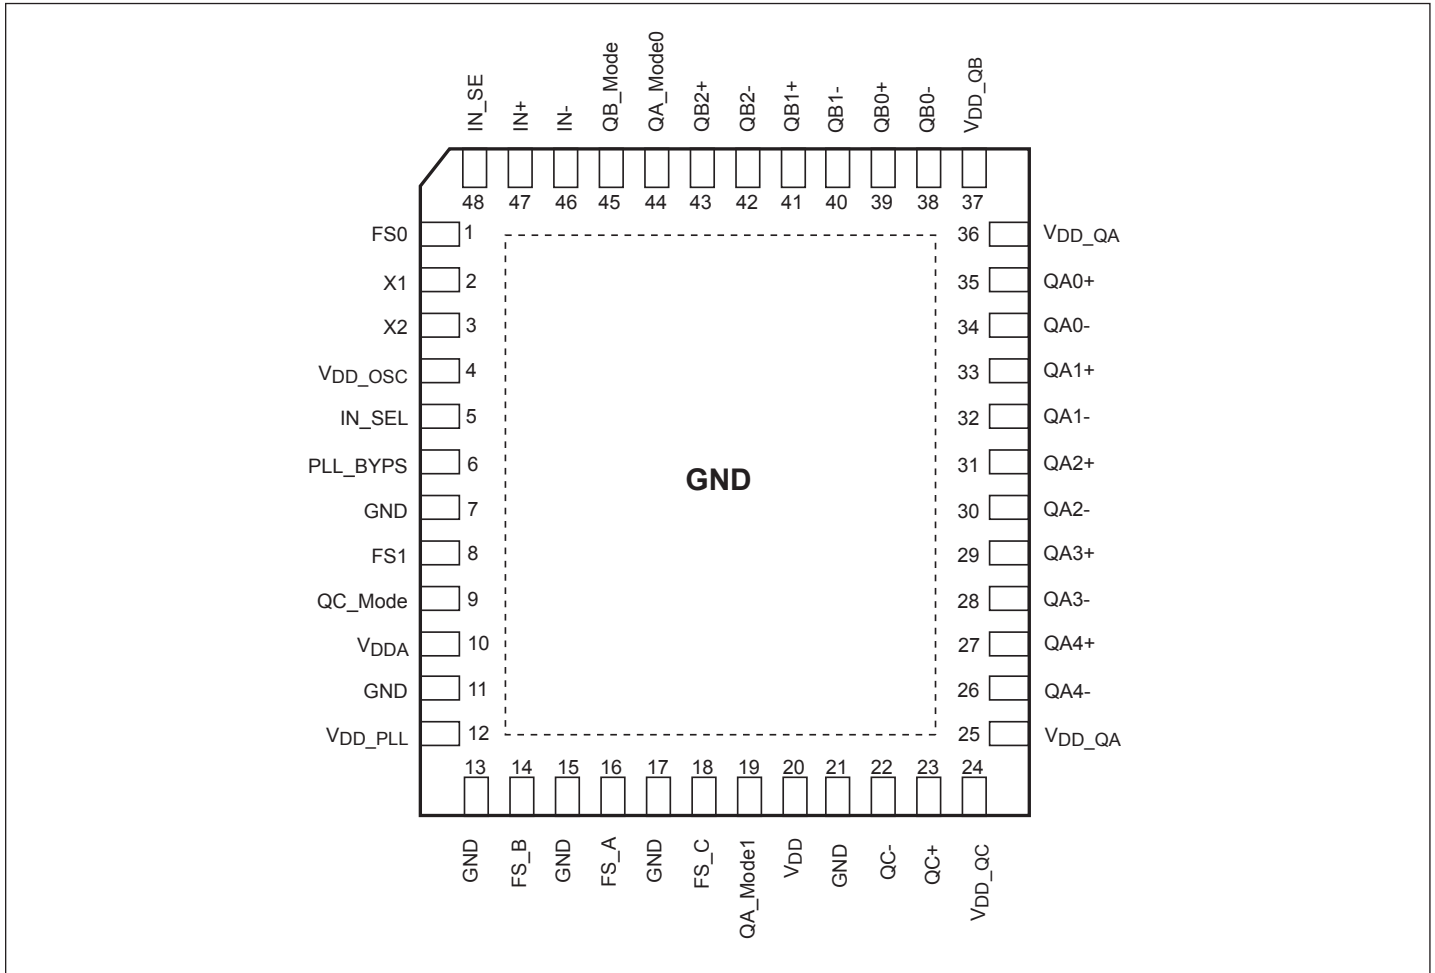 IN_SE
IN+
IN-
QB_Mode
QA_Mode0
QB2+
QB2-
QB1+
QB1-
QB0+
QB0-
VDD_QB
48 47 46 45 44 43 42 41 40 39 38 37
FS0 1
X1 2
X2 3
VDD_OSC 4
IN_SEL 5
PLL_BYPS 6
GND 7
FS1 8
QC_Mode 9
VDDA 10
GND 11
VDD_PLL 12
GND
36 VDD_QA
35 QA0+
34 QA0-
33 QA1+
32 QA1-
31 QA2+
30 QA2-
29 QA3+
28 QA3-
27 QA4+
26 QA4-
25 VDD_QA
13 14 15 16 17 18 19 20 21 22 23 24
GND
FS_B
GND
FS_A
GND
FS_C
QA_Mode1
VDD
GND
QC-
QC+
VDD_QC